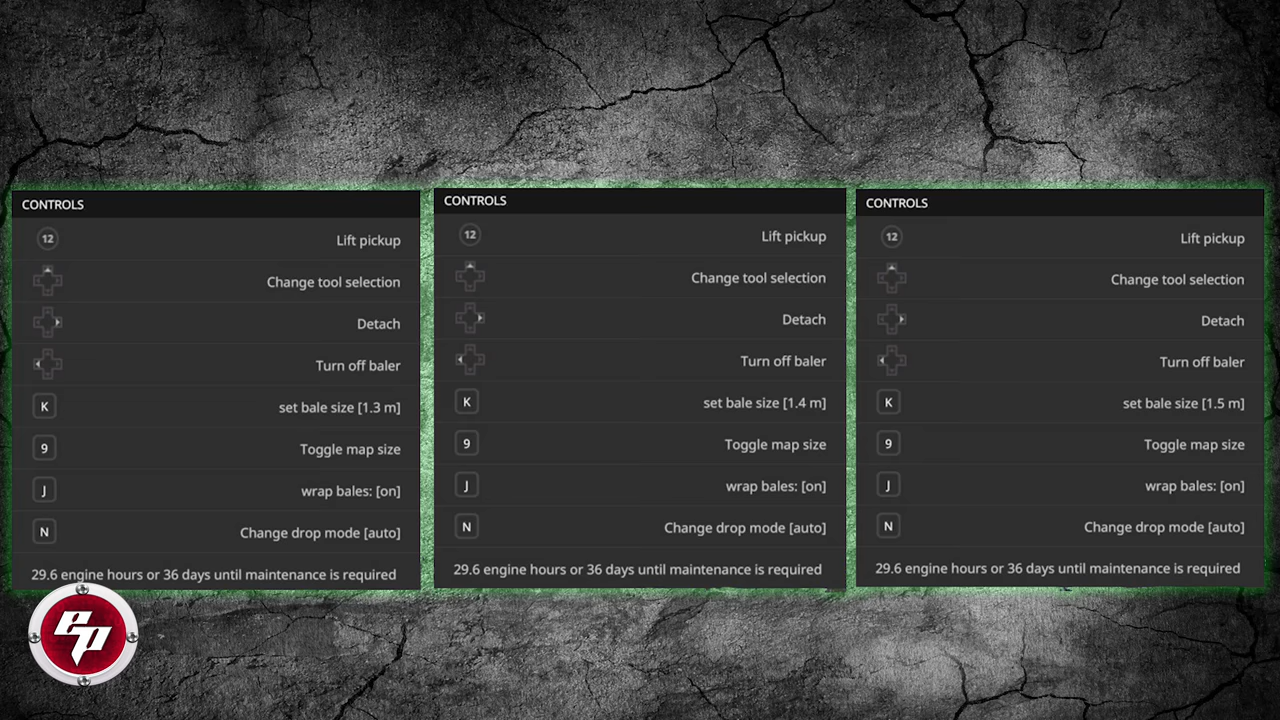 CONTROLS
12 Lift pickup
Change tool selection
Detach
Turn off baler
K set bale size [1.3 m]
9 Toggle map size
J wrap bales: [on]
N Change drop mode [auto]
29.6 engine hours or 36 days until maintenance is required
CONTROLS
12 Lift pickup
Change tool selection
Detach
Turn off baler
K set bale size [1.4 m]
9 Toggle map size
J wrap bales: [on]
N Change drop mode [auto]
29.6 engine hours or 36 days until maintenance is required
CONTROLS
12 Lift pickup
Change tool selection
Detach
Turn off baler
K set bale size [1.5 m]
9 Toggle map size
J wrap bales: [on]
N Change drop mode [auto]
29.6 engine hours or 36 days until maintenance is required
ep